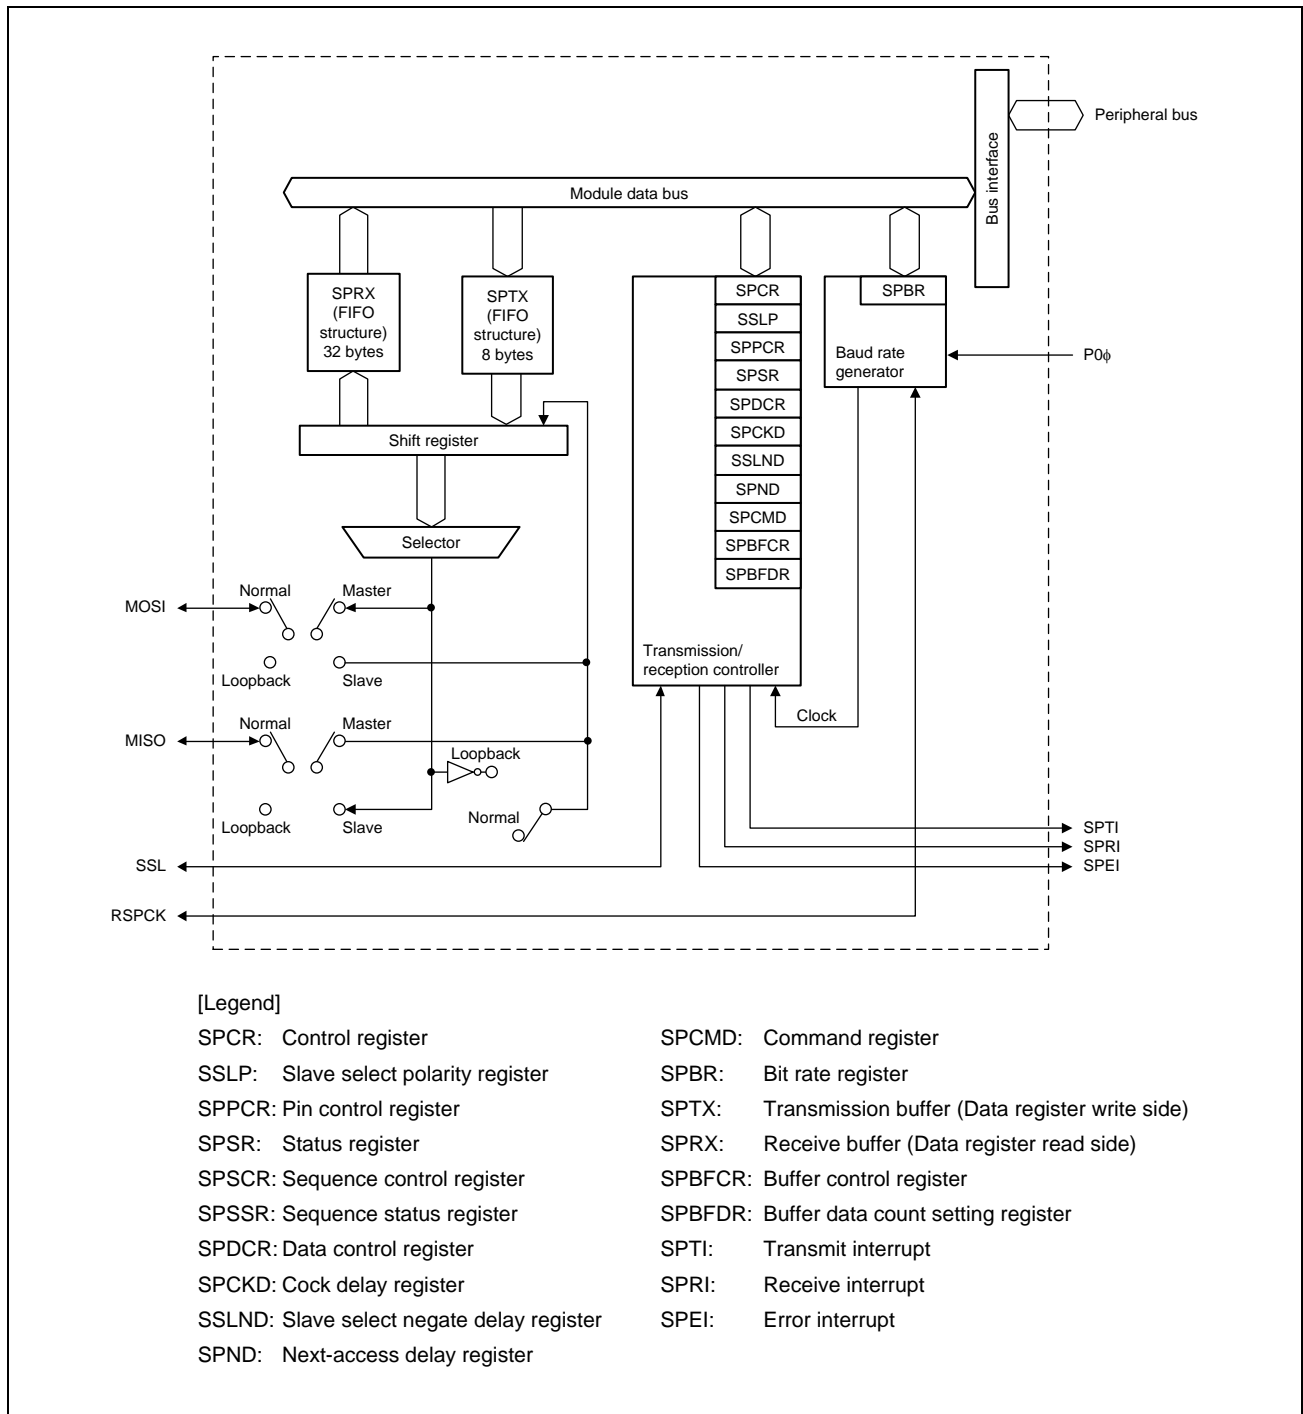 Peripheral bus
Bus interface
Module data bus
SPRX
(FIFO
structure)
32 bytes
SPTX
(FIFO
structure)
8 bytes
SPCR
SSLP
SPPCR
SPSR
SPDCR
SPCKD
SSLND
SPND
SPCMD
SPBFCR
SPBFDR
Transmission/
reception controller
SPBR
Baud rate
generator
P0ϕ
Shift register
Selector
Clock
MOSI
Normal
Master
Loopback
Slave
MISO
Normal
Master
Loopback
Loopback
Slave
Normal
SSL
RSPCK
SPTI
SPRI
SPEI
[Legend]
SPCR: Control register
SSLP: Slave select polarity register
SPPCR: Pin control register
SPSR: Status register
SPSCR: Sequence control register
SPSSR: Sequence status register
SPDCR: Data control register
SPCKD: Cock delay register
SSLND: Slave select negate delay register
SPND: Next-access delay register
SPCMD: Command register
SPBR: Bit rate register
SPTX: Transmission buffer (Data register write side)
SPRX: Receive buffer (Data register read side)
SPBFCR: Buffer control register
SPBFDR: Buffer data count setting register
SPTI: Transmit interrupt
SPRI: Receive interrupt
SPEI: Error interrupt